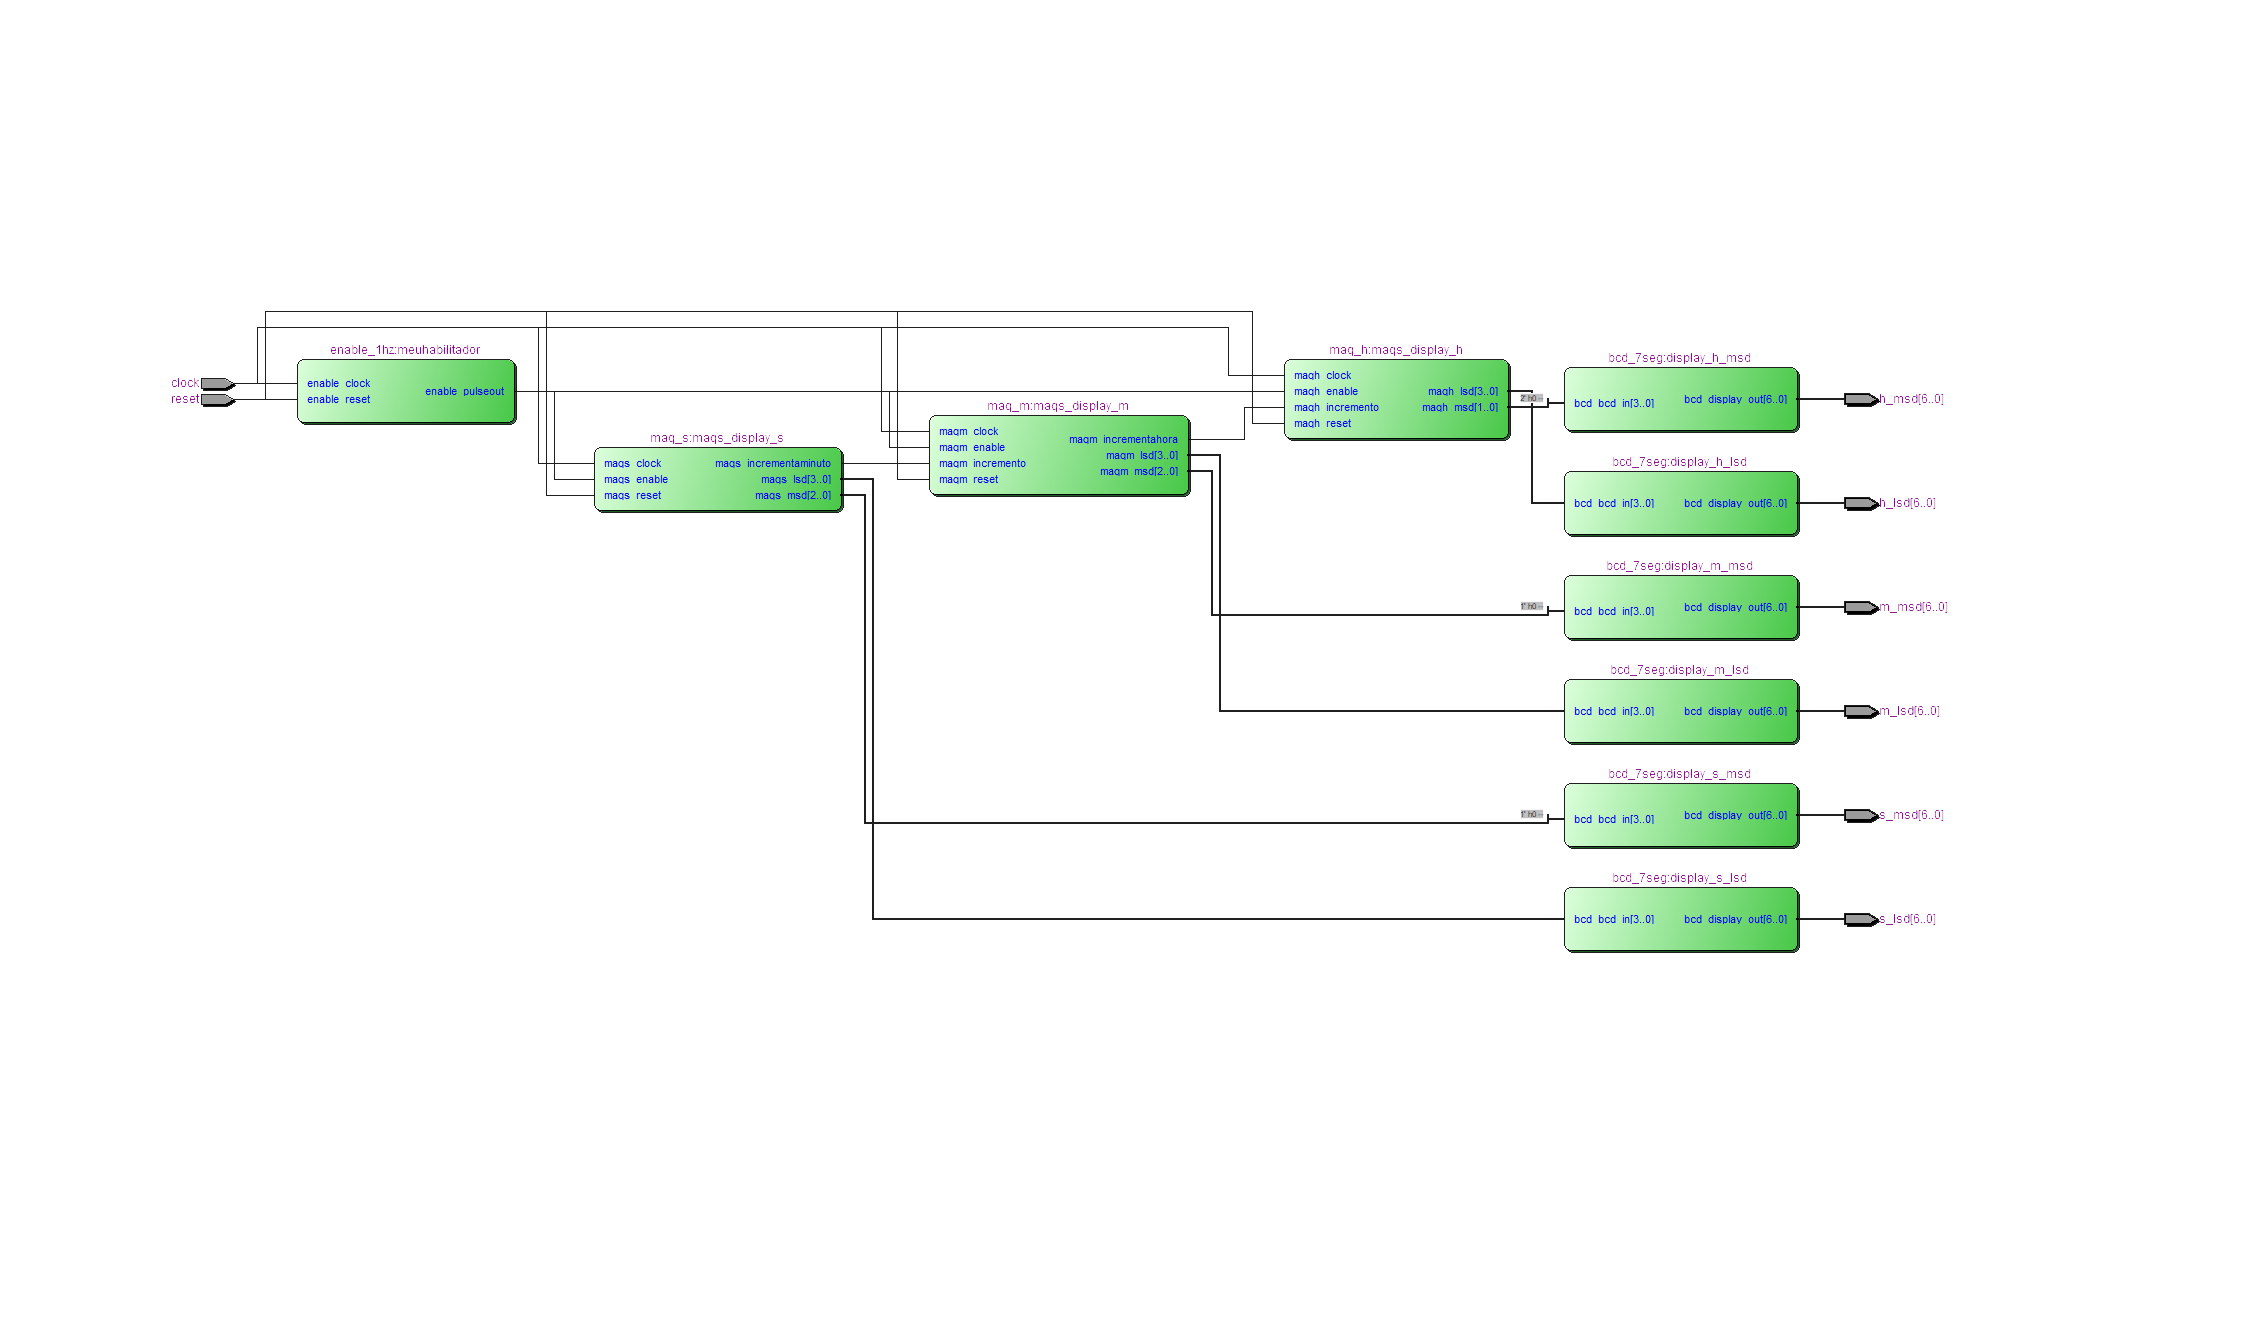 clock
reset
enable_1hz:meuhabilitador
enable_clock
enable_reset
enable_pulseout
maq_s:maqs_display_s
maqs_clock
maqs_enable
maqs_reset
maqs_incrementaminuto
maqs_lsd[3..0]
maqs_msd[2..0]
maq_m:maqs_display_m
maqm_clock
maqm_enable
maqm_incremento
maqm_reset
maqm_incrementahora
maqm_lsd[3..0]
maqm_msd[2..0]
maq_h:maqs_display_h
maqh_clock
maqh_enable
maqh_incremento
maqh_reset
maqh_lsd[3..0]
maqh_msd[1..0]
2' h0 --
bcd_7seg:display_h_msd
bcd_bcd_in[3..0]
bcd_display_out[6..0]
h_msd[6..0]
bcd_7seg:display_h_lsd
bcd_bcd_in[3..0]
bcd_display_out[6..0]
h_lsd[6..0]
1' h0 --
bcd_7seg:display_m_msd
bcd_bcd_in[3..0]
bcd_display_out[6..0]
m_msd[6..0]
bcd_7seg:display_m_lsd
bcd_bcd_in[3..0]
bcd_display_out[6..0]
m_lsd[6..0]
1' h0 --
bcd_7seg:display_s_msd
bcd_bcd_in[3..0]
bcd_display_out[6..0]
s_msd[6..0]
bcd_7seg:display_s_lsd
bcd_bcd_in[3..0]
bcd_display_out[6..0]
s_lsd[6..0]